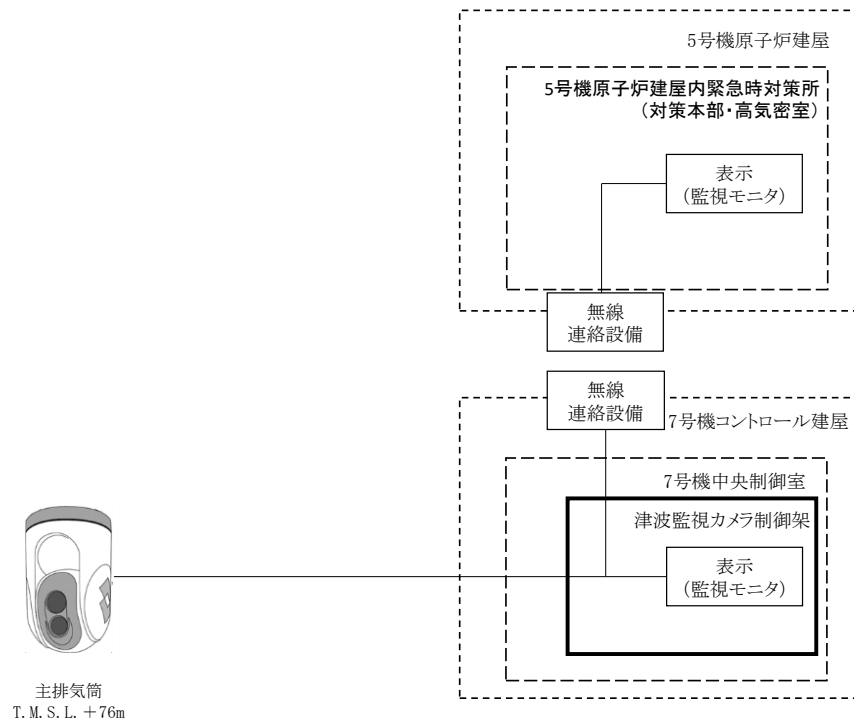 5号機原子炉建屋
5号機原子炉建屋内緊急時対策所
(対策本部・高気密室)
表示
(監視モニタ)
無線
連絡設備
無線
連絡設備
7号機コントロール建屋
7号機中央制御室
津波監視カメラ制御架
表示
(監視モニタ)
主排気筒
T.M.S.L.+76m